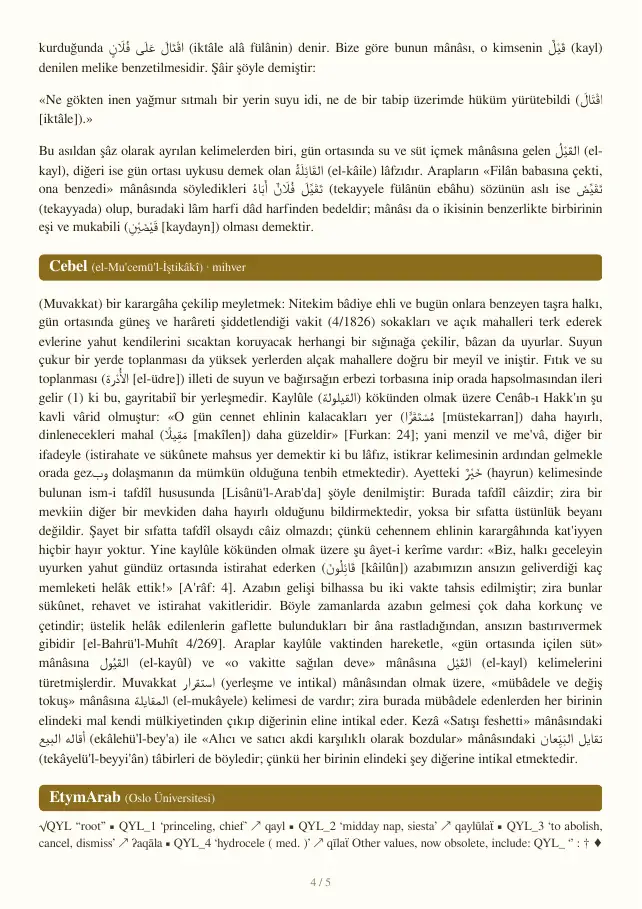 kurduğunda اقْتَالَ عَلَى فُلَانٍ (iktâle alâ fülânin) denir. Bize göre bunun mânâsı, o kimsenin قَيْلٌ (kayl)
denilen melike benzetilmesidir. Şâir şöyle demiştir:
«Ne gökten inen yağmur sıtmalı bir yerin suyu idi, ne de bir tabip üzerimde hüküm yürütebildi (اقْتَالَ
[iktâle]).»
Bu asıldan şâz olarak ayrılan kelimelerden biri, gün ortasında su ve süt içmek mânâsına gelen القَيْلُ (el-
kayl), diğeri ise gün ortası uykusu demek olan القَائِلَةُ (el-kâile) lâfzıdır. Arapların «Filân babasına çekti,
ona benzedi» mânâsında söyledikleri تَقَيَّلَ فُلَانٌ أَبَاهُ (tekayyele fülânün ebâhu) sözünün aslı ise تَقَيَّضَ
(tekayyada) olup, buradaki lâm harfi dâd harfinden bedeldir; mânâsı da o ikisinin benzerlikte birbirinin
eşi ve mukabili (قَيْضَيْنِ [kaydayn]) olması demektir.
Cebel (el-Mu'cemü'l-İştikâkî) · mihver
(Muvakkat) bir karargâha çekilip meyletmek: Nitekim bâdiye ehli ve bugün onlara benzeyen taşra halkı,
gün ortasında güneş ve harâreti şiddetlendiği vakit (4/1826) sokakları ve açık mahalleri terk ederek
evlerine yahut kendilerini sıcaktan koruyacak herhangi bir sığınağa çekilir, bâzan da uyurlar. Suyun
çukur bir yerde toplanması da yüksek yerlerden alçak mahallere doğru bir meyil ve iniştir. Fıtık ve su
toplanması (الأُدْرة [el-üdre]) illeti de suyun ve bağırsağın erbezi torbasına inip orada hapsolmasından ileri
gelir (1) ki bu, gayritabiî bir yerleşmedir. Kaylûle (القيلولة) kökünden olmak üzere Cenâb-ı Hakk'ın şu
kavli vârid olmuştur: «O gün cennet ehlinin kalacakları yer (مُسْتَقَرًّا [müstekarran]) daha hayırlı,
dinlenecekleri mahal (مَقِيلًا [makîlen]) daha güzeldir» [Furkan: 24]; yani menzil ve me'vâ, diğer bir
ifadeyle (istirahate ve sükûnete mahsus yer demektir ki bu lâfız, istikrar kelimesinin ardından gelmekle
orada gezوب dolaşmanın da mümkün olduğuna tenbih etmektedir). Ayetteki خَيْرٌ (hayrun) kelimesinde
bulunan ism-i tafdîl hususunda [Lisânü'l-Arab'da] şöyle denilmiştir: Burada tafdîl câizdir; zira bir
mevkiin diğer bir mevkiden daha hayırlı olduğunu bildirmektedir, yoksa bir sıfatta üstünlük beyanı
değildir. Şayet bir sıfatta tafdîl olsaydı câiz olmazdı; çünkü cehennem ehlinin karargâhında kat'iyyen
hiçbir hayır yoktur. Yine kaylûle kökünden olmak üzere şu âyet-i kerîme vardır: «Biz, halkı geceleyin
uyurken yahut gündüz ortasında istirahat ederken (قَائِلُون [kâilûn]) azabımızın ansızın geliverdiği kaç
memleketi helâk ettik!» [A'râf: 4]. Azabın gelişi bilhassa bu iki vakte tahsis edilmiştir; zira bunlar
sükûnet, rehavet ve istirahat vakitleridir. Böyle zamanlarda azabın gelmesi çok daha korkunç ve
çetindir; üstelik helâk edilenlerin gaflette bulundukları bir âna rastladığından, ansızın bastırıvermek
gibidir [el-Bahrü'l-Muhît 4/269]. Araplar kaylûle vaktinden hareketle, «gün ortasında içilen süt»
mânâsına القيُول (el-kayûl) ve «o vakitte sağılan deve» mânâsına القيْل (el-kayl) kelimelerini
türetmişlerdir. Muvakkat استقرار (yerleşme ve intikal) mânâsından olmak üzere, «mübâdele ve değiş
tokuş» mânâsına المقايلة (el-mukâyele) kelimesi de vardır; zira burada mübâdele edenlerden her birinin
elindeki mal kendi mülkiyetinden çıkıp diğerinin eline intikal eder. Kezâ «Satışı feshetti» mânâsındaki
أقاله البيع (ekâlehü'l-bey'a) ile «Alıcı ve satıcı akdi karşılıklı olarak bozdular» mânâsındaki تقايل البَيّعان
(tekâyelü'l-beyyi'ân) tâbirleri de böyledir; çünkü her birinin elindeki şey diğerine intikal etmektedir.
EtymArab (Oslo Üniversitesi)
√QYL “root” ▪ QYL_1 ‘princeling, chief’ ↗ qayl ▪ QYL_2 ‘midday nap, siesta’ ↗ qaylūlaẗ ▪ QYL_3 ‘to abolish,
cancel, dismiss’ ↗ ʔaqāla ▪ QYL_4 ‘hydrocele ( med. )’ ↗ qīlaẗ Other values, now obsolete, include: QYL_ ‘’ : † ♦
4 / 5